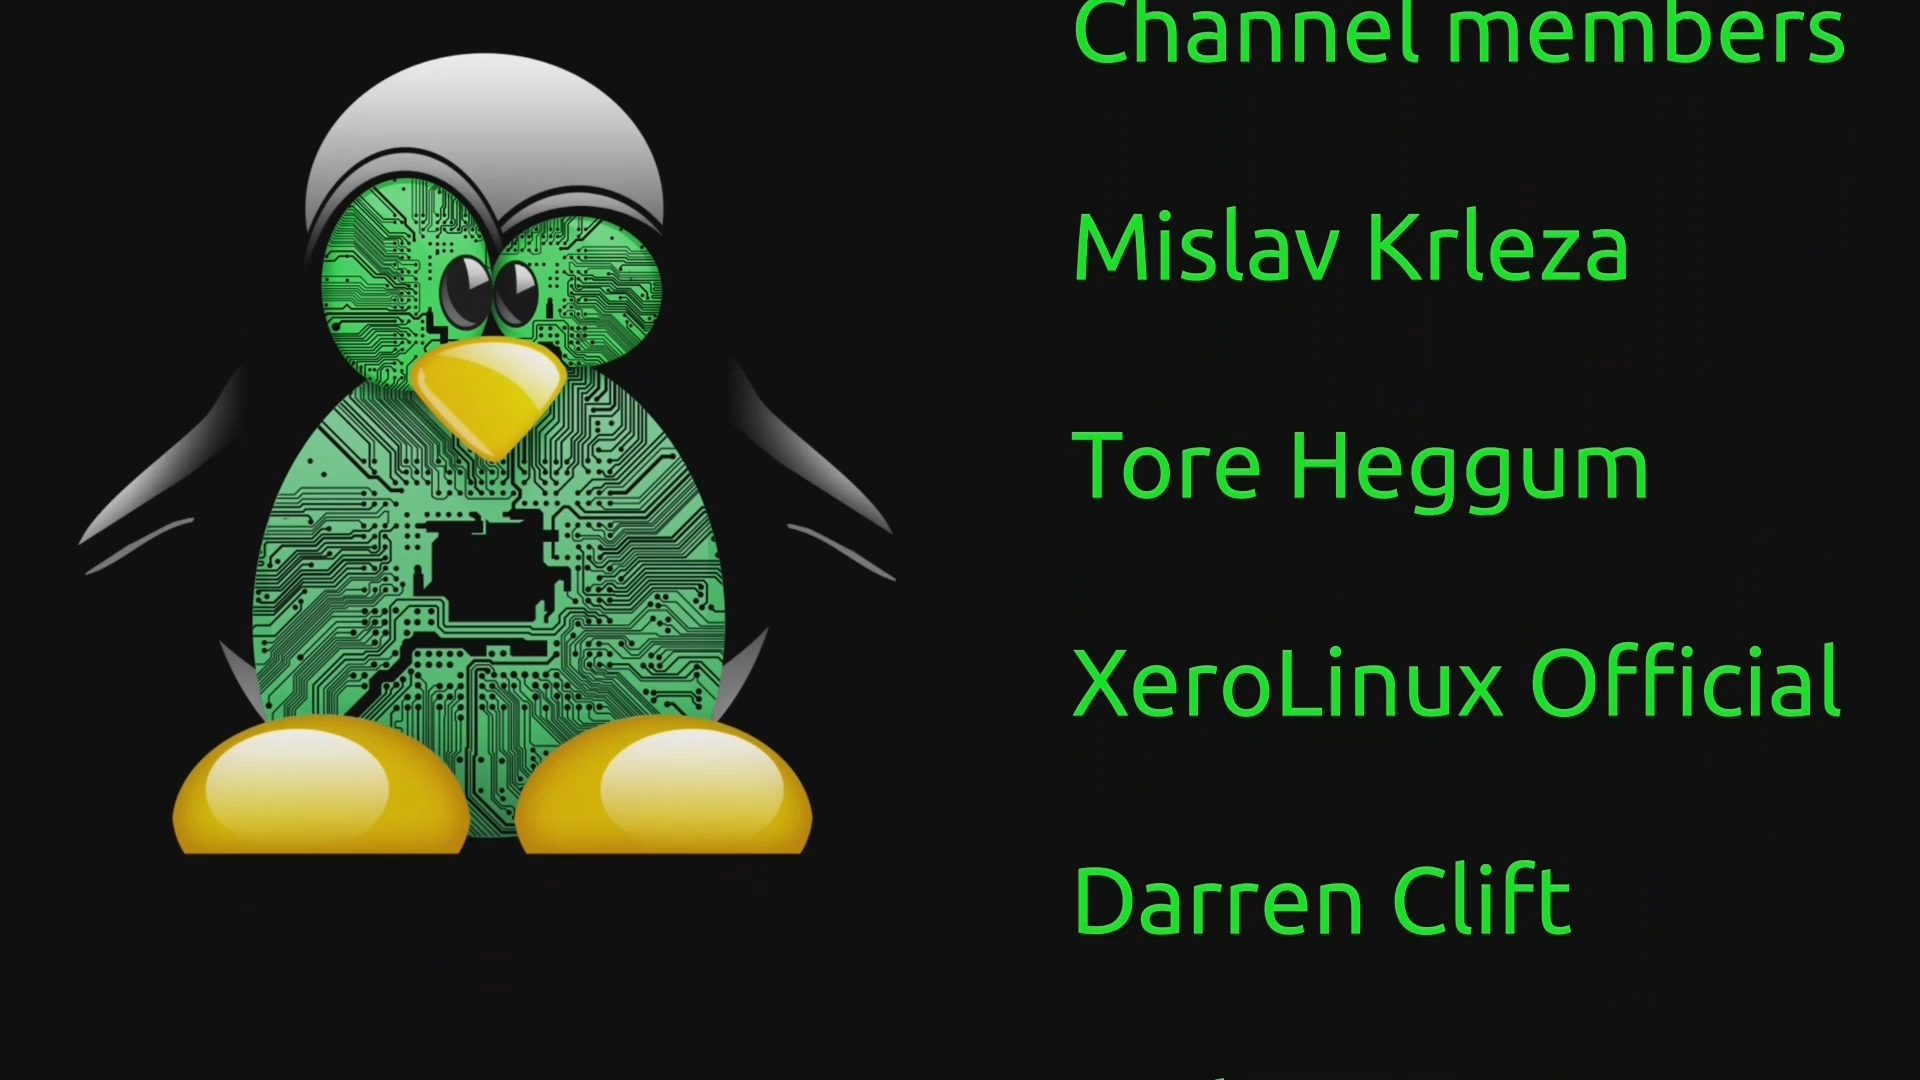 Channel members
Mislav Krleza
Tore Heggum
XeroLinux Official
Darren Clift